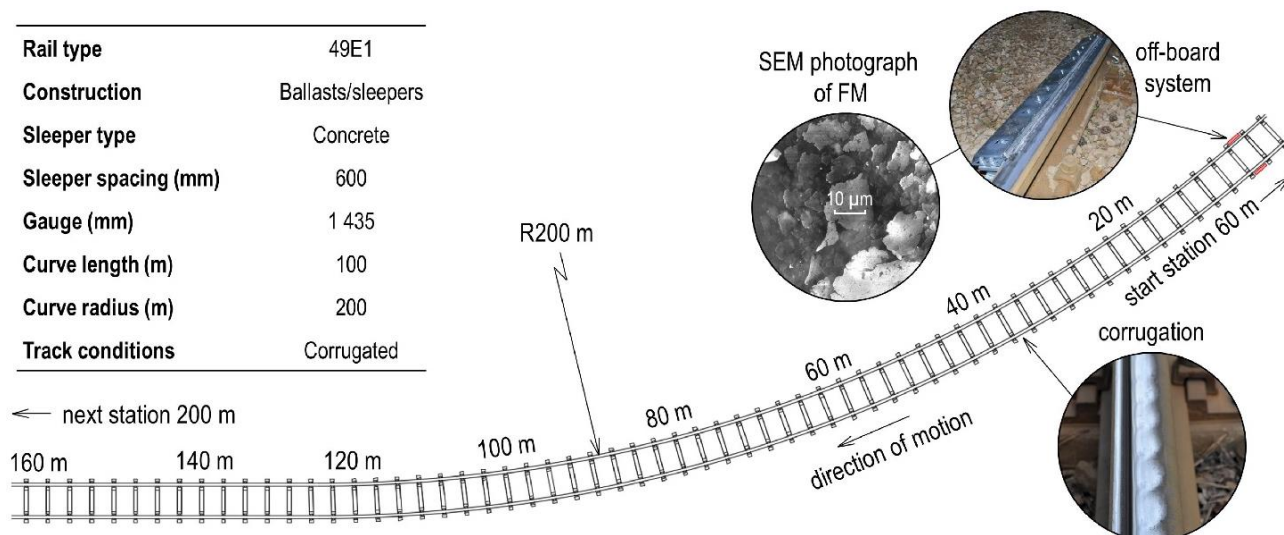 Rail type 49E1
Construction Ballasts/sleepers
Sleeper type Concrete
Sleeper spacing (mm) 600
Gauge (mm) 1 435
Curve length (m) 100
Curve radius (m) 200
Track conditions Corrugated
SEM photograph
of FM
10 μm
off-board
system
R200 m
20 m
start station 60 m
40 m
corrugation
60 m
80 m
direction of motion
100 m
next station 200 m
120 m
140 m
160 m